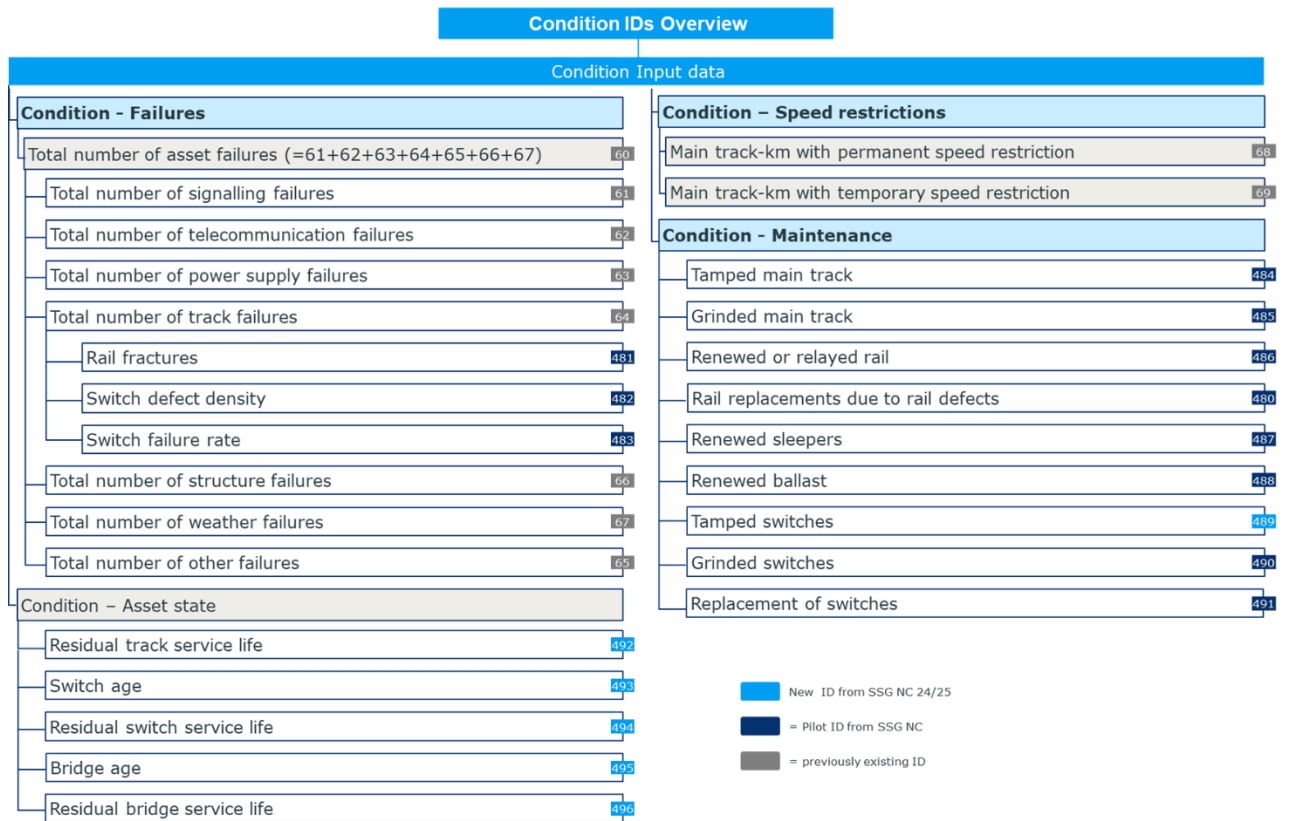 Condition IDs Overview
Condition Input data
Condition - Failures
Total number of asset failures (=61+62+63+64+65+66+67) 60
Total number of signalling failures 61
Total number of telecommunication failures 62
Total number of power supply failures 63
Total number of track failures 64
Rail fractures 481
Switch defect density 482
Switch failure rate 483
Total number of structure failures 66
Total number of weather failures 67
Total number of other failures 65
Condition – Asset state
Residual track service life 492
Switch age 493
Residual switch service life 494
Bridge age 495
Residual bridge service life 496
Condition – Speed restrictions
Main track-km with permanent speed restriction 68
Main track-km with temporary speed restriction 69
Condition - Maintenance
Tamped main track 484
Grinded main track 485
Renewed or relayed rail 486
Rail replacements due to rail defects 480
Renewed sleepers 487
Renewed ballast 488
Tamped switches 489
Grinded switches 490
Replacement of switches 491
New ID from SSG NC 24/25
= Pilot ID from SSG NC
= previously existing ID